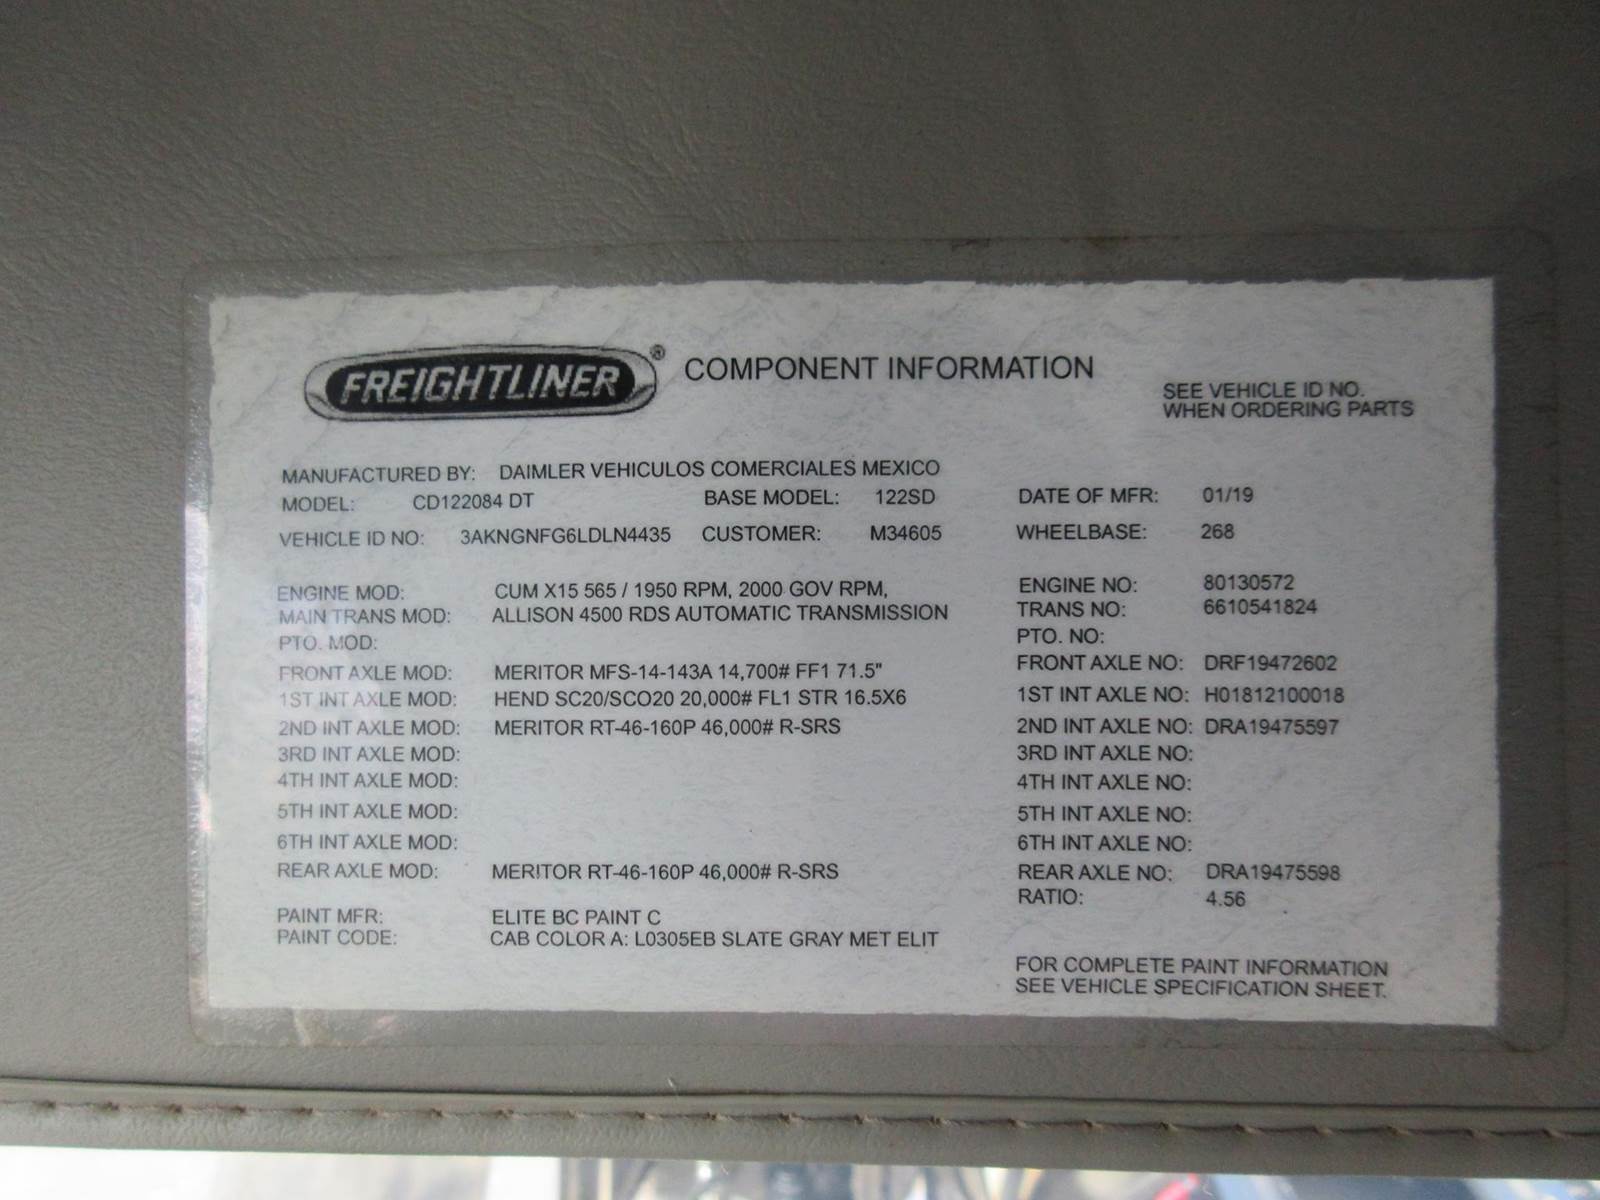 FREIGHTLINER® COMPONENT INFORMATION
SEE VEHICLE ID NO.
WHEN ORDERING PARTS
MANUFACTURED BY: DAIMLER VEHICULOS COMERCIALES MEXICO
MODEL: CD122084 DT BASE MODEL: 122SD DATE OF MFR: 01/19
VEHICLE ID NO: 3AKNGNFG6LDLN4435 CUSTOMER: M34605 WHEELBASE: 268
ENGINE MOD: CUM X15 565 / 1950 RPM, 2000 GOV RPM, ENGINE NO: 80130572
MAIN TRANS MOD: ALLISON 4500 RDS AUTOMATIC TRANSMISSION TRANS NO: 6610541824
PTO. MOD: PTO. NO:
FRONT AXLE MOD: MERITOR MFS-14-143A 14,700# FF1 71.5" FRONT AXLE NO: DRF19472602
1ST INT AXLE MOD: HEND SC20/SCO20 20,000# FL1 STR 16.5X6 1ST INT AXLE NO: H01812100018
2ND INT AXLE MOD: MERITOR RT-46-160P 46,000# R-SRS 2ND INT AXLE NO: DRA19475597
3RD INT AXLE MOD: 3RD INT AXLE NO:
4TH INT AXLE MOD: 4TH INT AXLE NO:
5TH INT AXLE MOD: 5TH INT AXLE NO:
6TH INT AXLE MOD: 6TH INT AXLE NO:
REAR AXLE MOD: MERITOR RT-46-160P 46,000# R-SRS REAR AXLE NO: DRA19475598
RATIO: 4.56
PAINT MFR: ELITE BC PAINT C
PAINT CODE: CAB COLOR A: L0305EB SLATE GRAY MET ELIT
FOR COMPLETE PAINT INFORMATION
SEE VEHICLE SPECIFICATION SHEET.